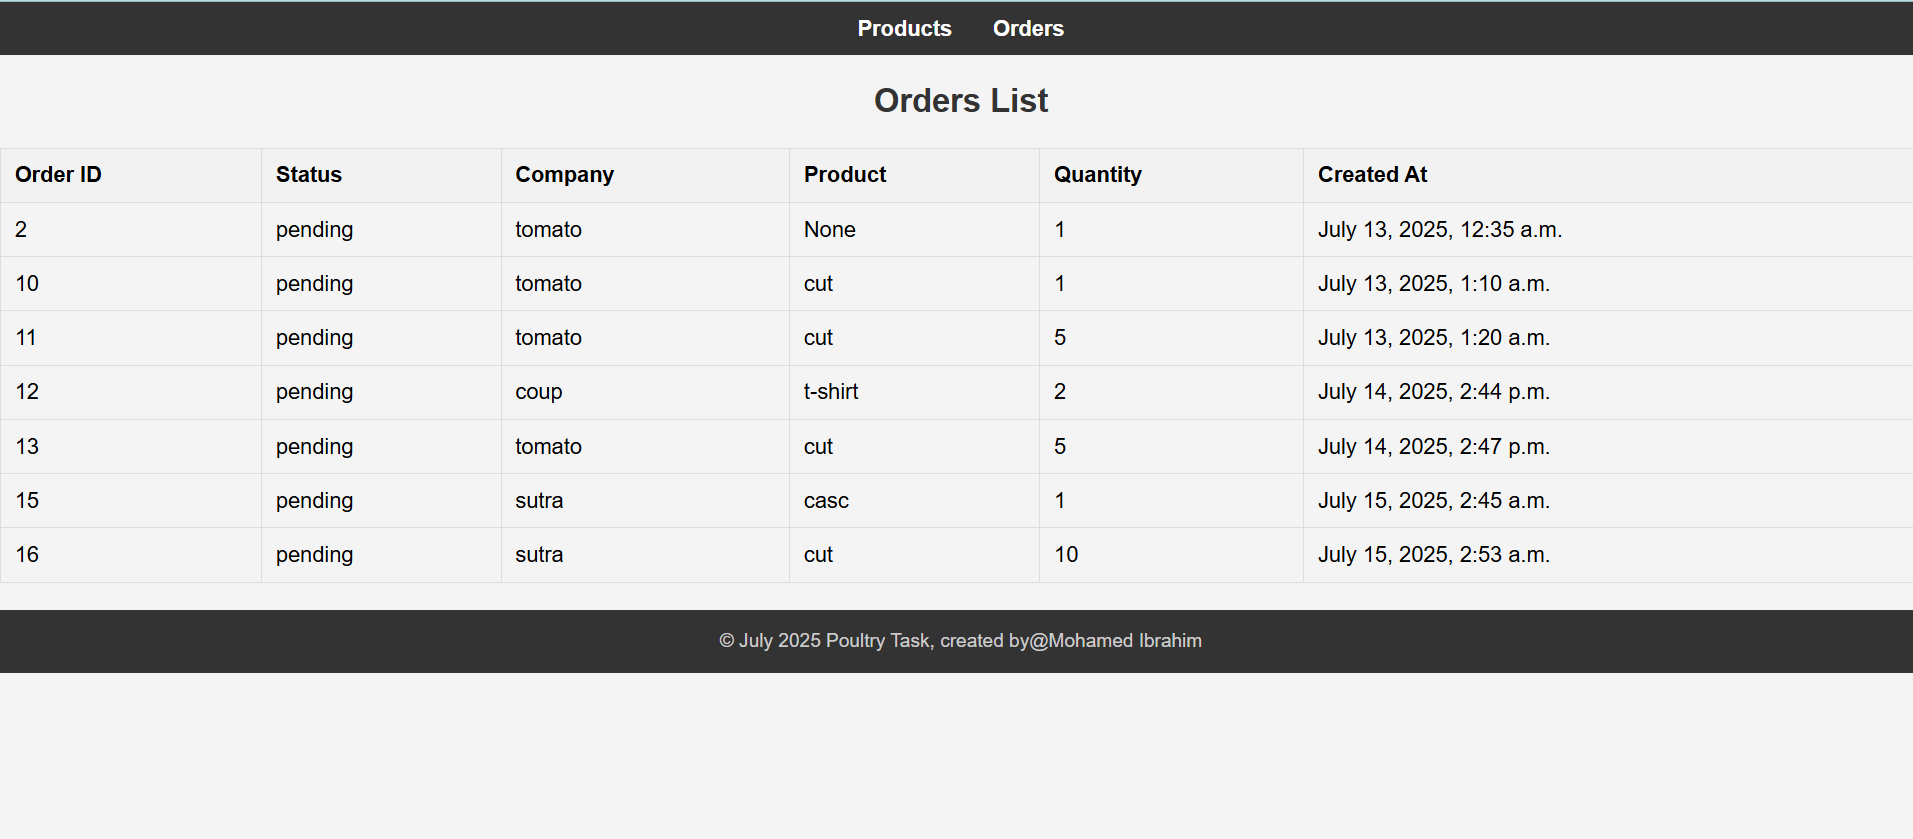 Products Orders
Orders List
Order ID Status Company Product Quantity Created At
2 pending tomato None 1 July 13, 2025, 12:35 a.m.
10 pending tomato cut 1 July 13, 2025, 1:10 a.m.
11 pending tomato cut 5 July 13, 2025, 1:20 a.m.
12 pending coup t-shirt 2 July 14, 2025, 2:44 p.m.
13 pending tomato cut 5 July 14, 2025, 2:47 p.m.
15 pending sutra casc 1 July 15, 2025, 2:45 a.m.
16 pending sutra cut 10 July 15, 2025, 2:53 a.m.
© July 2025 Poultry Task, created by@Mohamed Ibrahim